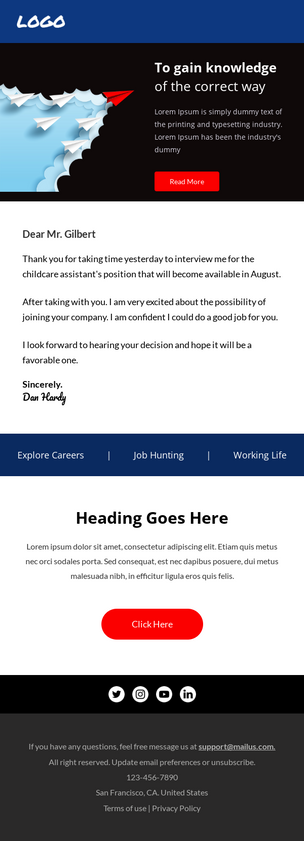 LOGO
To gain knowledge
of the correct way
Lorem Ipsum is simply dummy text of
the printing and typesetting industry.
Lorem Ipsum has been the industry's
dummy
Read More
Dear Mr. Gilbert
Thank you for taking time yesterday to interview me for the
childcare assistant's position that will become available in August.
After taking with you. I am very excited about the possibility of
joining your company. I am confident I could do a good job for you.
I look forward to hearing your decision and hope it will be a
favorable one.
Sincerely.
Dan Hardy
Explore Careers | Job Hunting | Working Life
Heading Goes Here
Lorem ipsum dolor sit amet, consectetur adipiscing elit. Etiam quis metus
nec orci sodales porta. Sed consequat, est nec dapibus posuere, dui metus
malesuada nibh, in efficitur ligula eros quis felis.
Click Here
in
If you have any questions, feel free message us at support@mailus.com.
All right reserved. Update email preferences or unsubscribe.
123-456-7890
San Francisco, CA. United States
Terms of use | Privacy Policy